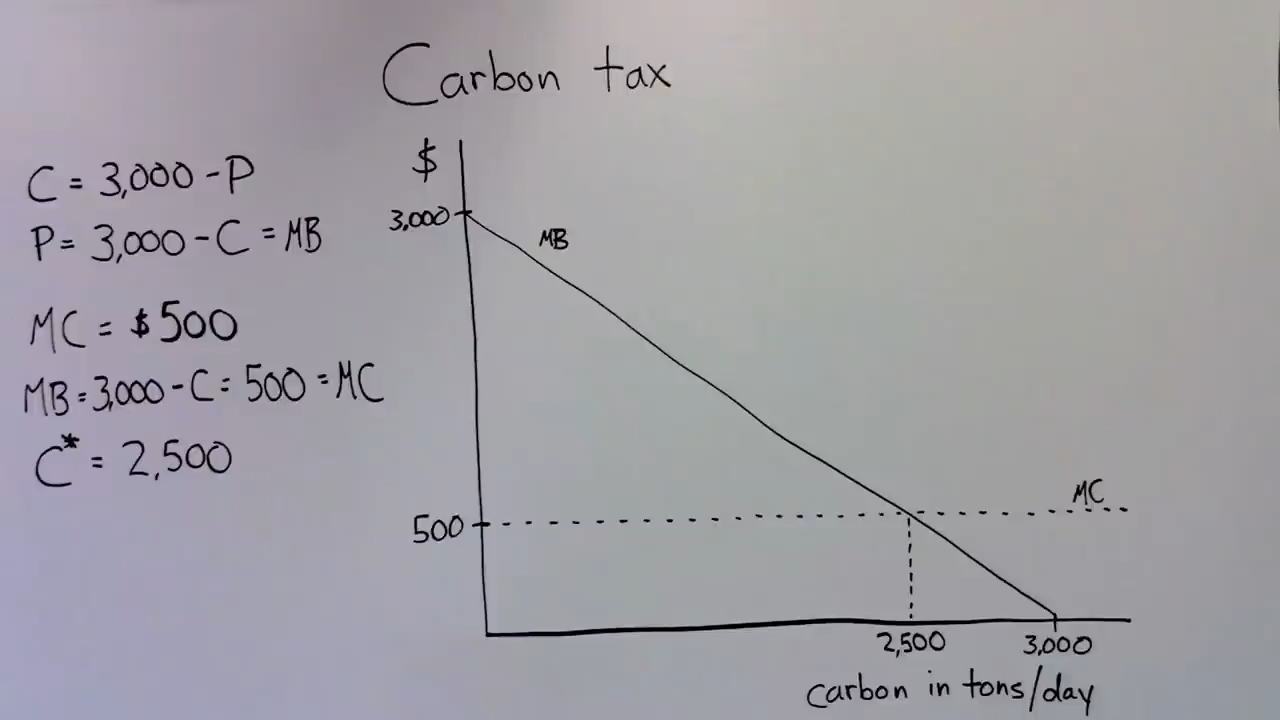 Carbon tax
C = 3,000 - P
P = 3,000 - C = MB
MC = $500
MB = 3,000 - C = 500 = MC
C* = 2,500
$
3,000
MB
MC
500
2,500
3,000
carbon in tons/day